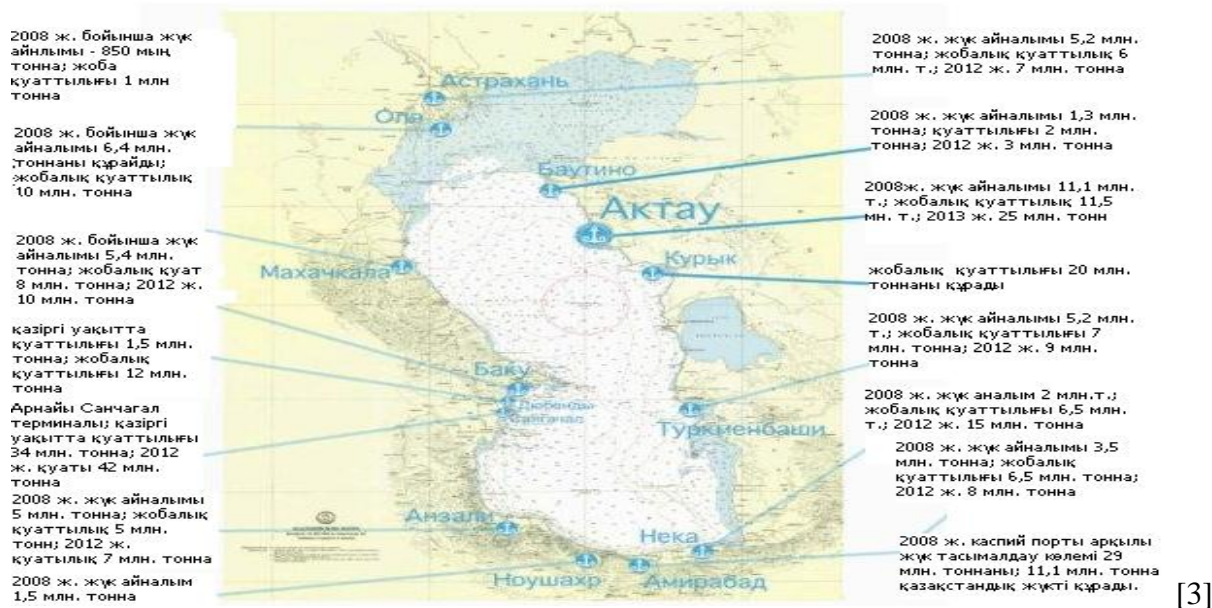 2008 ж. бойынша жүк
айнлымы - 850 мың
тонна; жоба
қуаттылығы 1 млн
тонна
2008 ж. бойынша жүк
айналымы 6,4 млн.
тоннаны құрайды;
жобалық қуаттылық
10 млн. тонна
2008 ж. бойынша жүк
айналымы 5,4 млн.
тонна; жобалық қуат
8 млн. тонна; 2012 ж.
10 млн. тонна
қазіргі уақытта
қуаттылығы 1,5 млн.
тонна; жобалық
қуаттылығы 12 млн.
тонна
Арнайы Санчагал
терминалы; қазіргі
уақытта қуаттылығы
34 млн. тонна; 2012
ж. қуаты 42 млн.
тонна
2008 ж. жүк айналымы
5 млн. тонна; жобалық
қуаттылық 5 млн.
тонн; 2012 ж.
қуатылық 7 млн. тонна
2008 ж. жүк айналым
1,5 млн. тонна
Астрахань
Оля
Баутино
Актау
Курык
Махачкала
Баку
Дюбенды
Сангачал
Туркменбаши
Анзали
Нека
Ноушахр
Амирабад
2008 ж. жүк айналымы 5,2 млн.
тонна; жобалық қуаттылық 6
млн. т.; 2012 ж. 7 млн. тонна
2008 ж. жүк айналымы 1,3 млн.
тонна; қуаттылығы 2 млн.
тонна; 2012 ж. 3 млн. тонна
2008ж. жүк айналымы 11,1 млн.
т.; жобалық қуаттылық 11,5
мн. т.; 2013 ж. 25 млн. тонн
жобалық қуаттылығы 20 млн.
тоннаны құрады
2008 ж. жүк айналымы 5,2 млн.
т.; жобалық қуаттылығы 7
млн. тонна; 2012 ж. 9 млн.
тонна
2008 ж. жүк аналым 2 млн.т.;
жобалық қуаттылығы 6,5 млн.
т.; 2012 ж. 15 млн. тонна
2008 ж. жүк айналымы 3,5
млн. тонна; жобалық
қуаттылығы 6,5 млн. тонна;
2012 ж. 8 млн. тонна
2008 ж. каспий порты арқылы
жүк тасымалдау көлемі 29
млн. тоннаны; 11,1 млн. тонна
қазақстандық жүкті құрады.
[3]